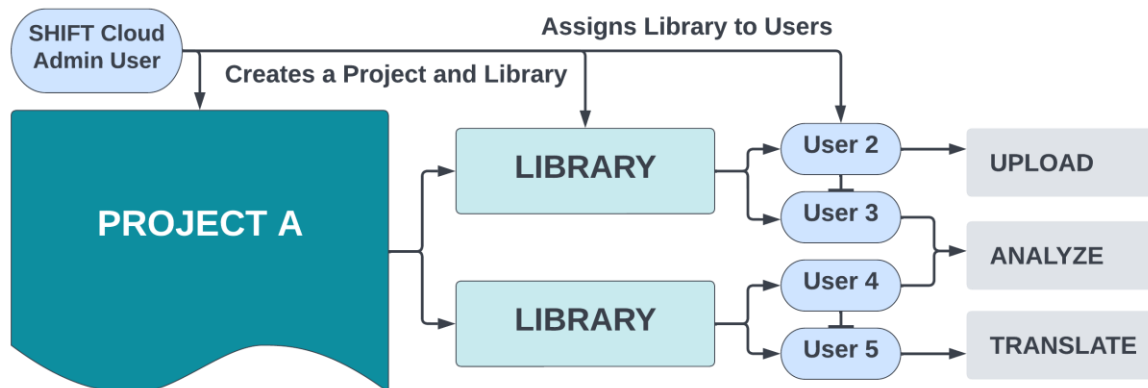 SHIFT Cloud
Admin User
Assigns Library to Users
Creates a Project and Library
PROJECT A
LIBRARY
LIBRARY
User 2
User 3
User 4
User 5
UPLOAD
ANALYZE
TRANSLATE